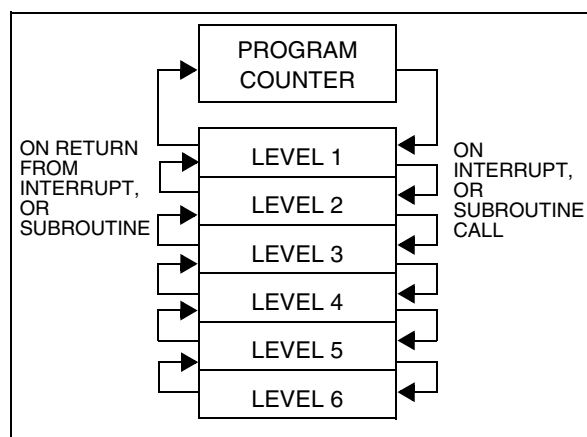 PROGRAM
COUNTER
ON RETURN
FROM
INTERRUPT,
OR
SUBROUTINE
LEVEL 1
LEVEL 2
LEVEL 3
LEVEL 4
LEVEL 5
LEVEL 6
ON
INTERRUPT,
OR
SUBROUTINE
CALL